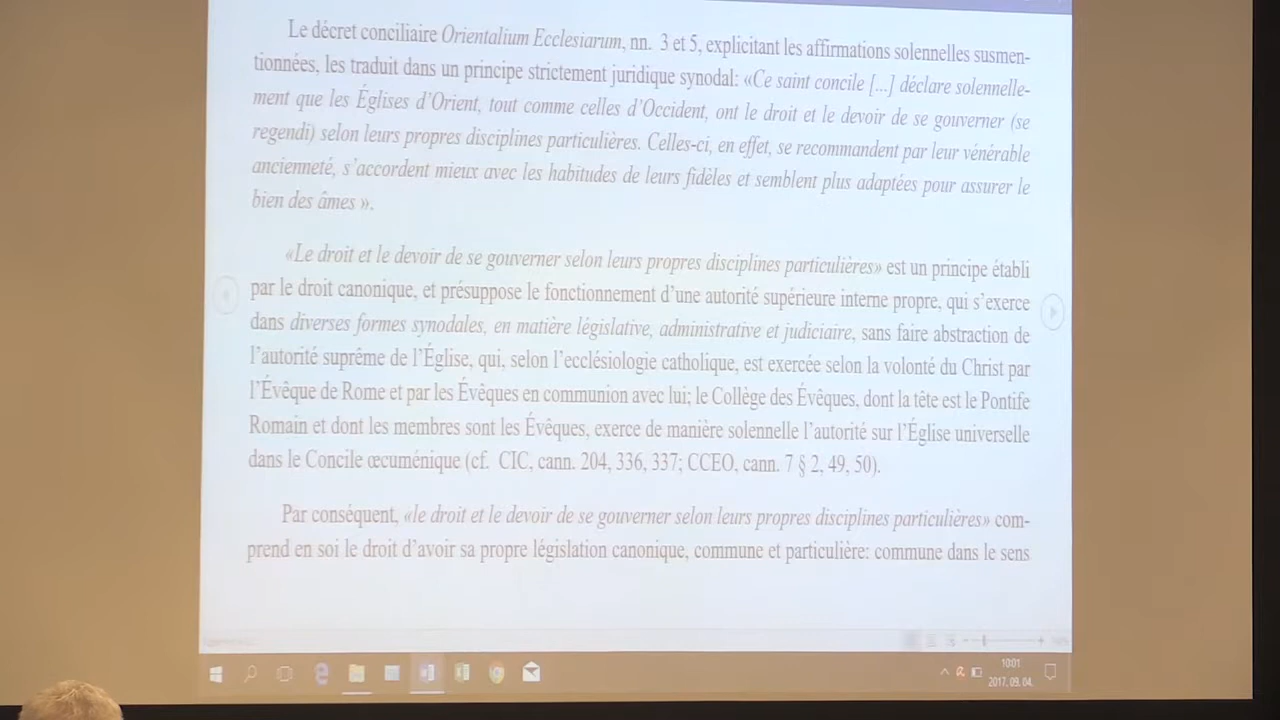 Le décret conciliaire Orientalium Ecclesiarum, nn. 3 et 5, explicitant les affirmations solennelles susmen-
tionnées, les traduit dans un principe strictement juridique synodal: «Ce saint concile [...] déclare solennelle-
ment que les Églises d’Orient, tout comme celles d’Occident, ont le droit et le devoir de se gouverner (se
regendi) selon leurs propres disciplines particulières. Celles-ci, en effet, se recommandent par leur vénérable
ancienneté, s’accordent mieux avec les habitudes de leurs fidèles et semblent plus adaptées pour assurer le
bien des âmes ».
«Le droit et le devoir de se gouverner selon leurs propres disciplines particulières» est un principe établi
par le droit canonique, et présuppose le fonctionnement d’une autorité supérieure interne propre, qui s’exerce
dans diverses formes synodales, en matière législative, administrative et judiciaire, sans faire abstraction de
l’autorité suprême de l’Église, qui, selon l’ecclésiologie catholique, est exercée selon la volonté du Christ par
l’Évêque de Rome et par les Évêques en communion avec lui; le Collège des Évêques, dont la tête est le Pontife
Romain et dont les membres sont les Évêques, exerce de manière solennelle l’autorité sur l’Église universelle
dans le Concile œcuménique (cf. CIC, cann. 204, 336, 337; CCEO, cann. 7 § 2, 49, 50).
Par conséquent, «le droit et le devoir de se gouverner selon leurs propres disciplines particulières» com-
prend en soi le droit d’avoir sa propre législation canonique, commune et particulière: commune dans le sens
10:01
2017. 09. 04.